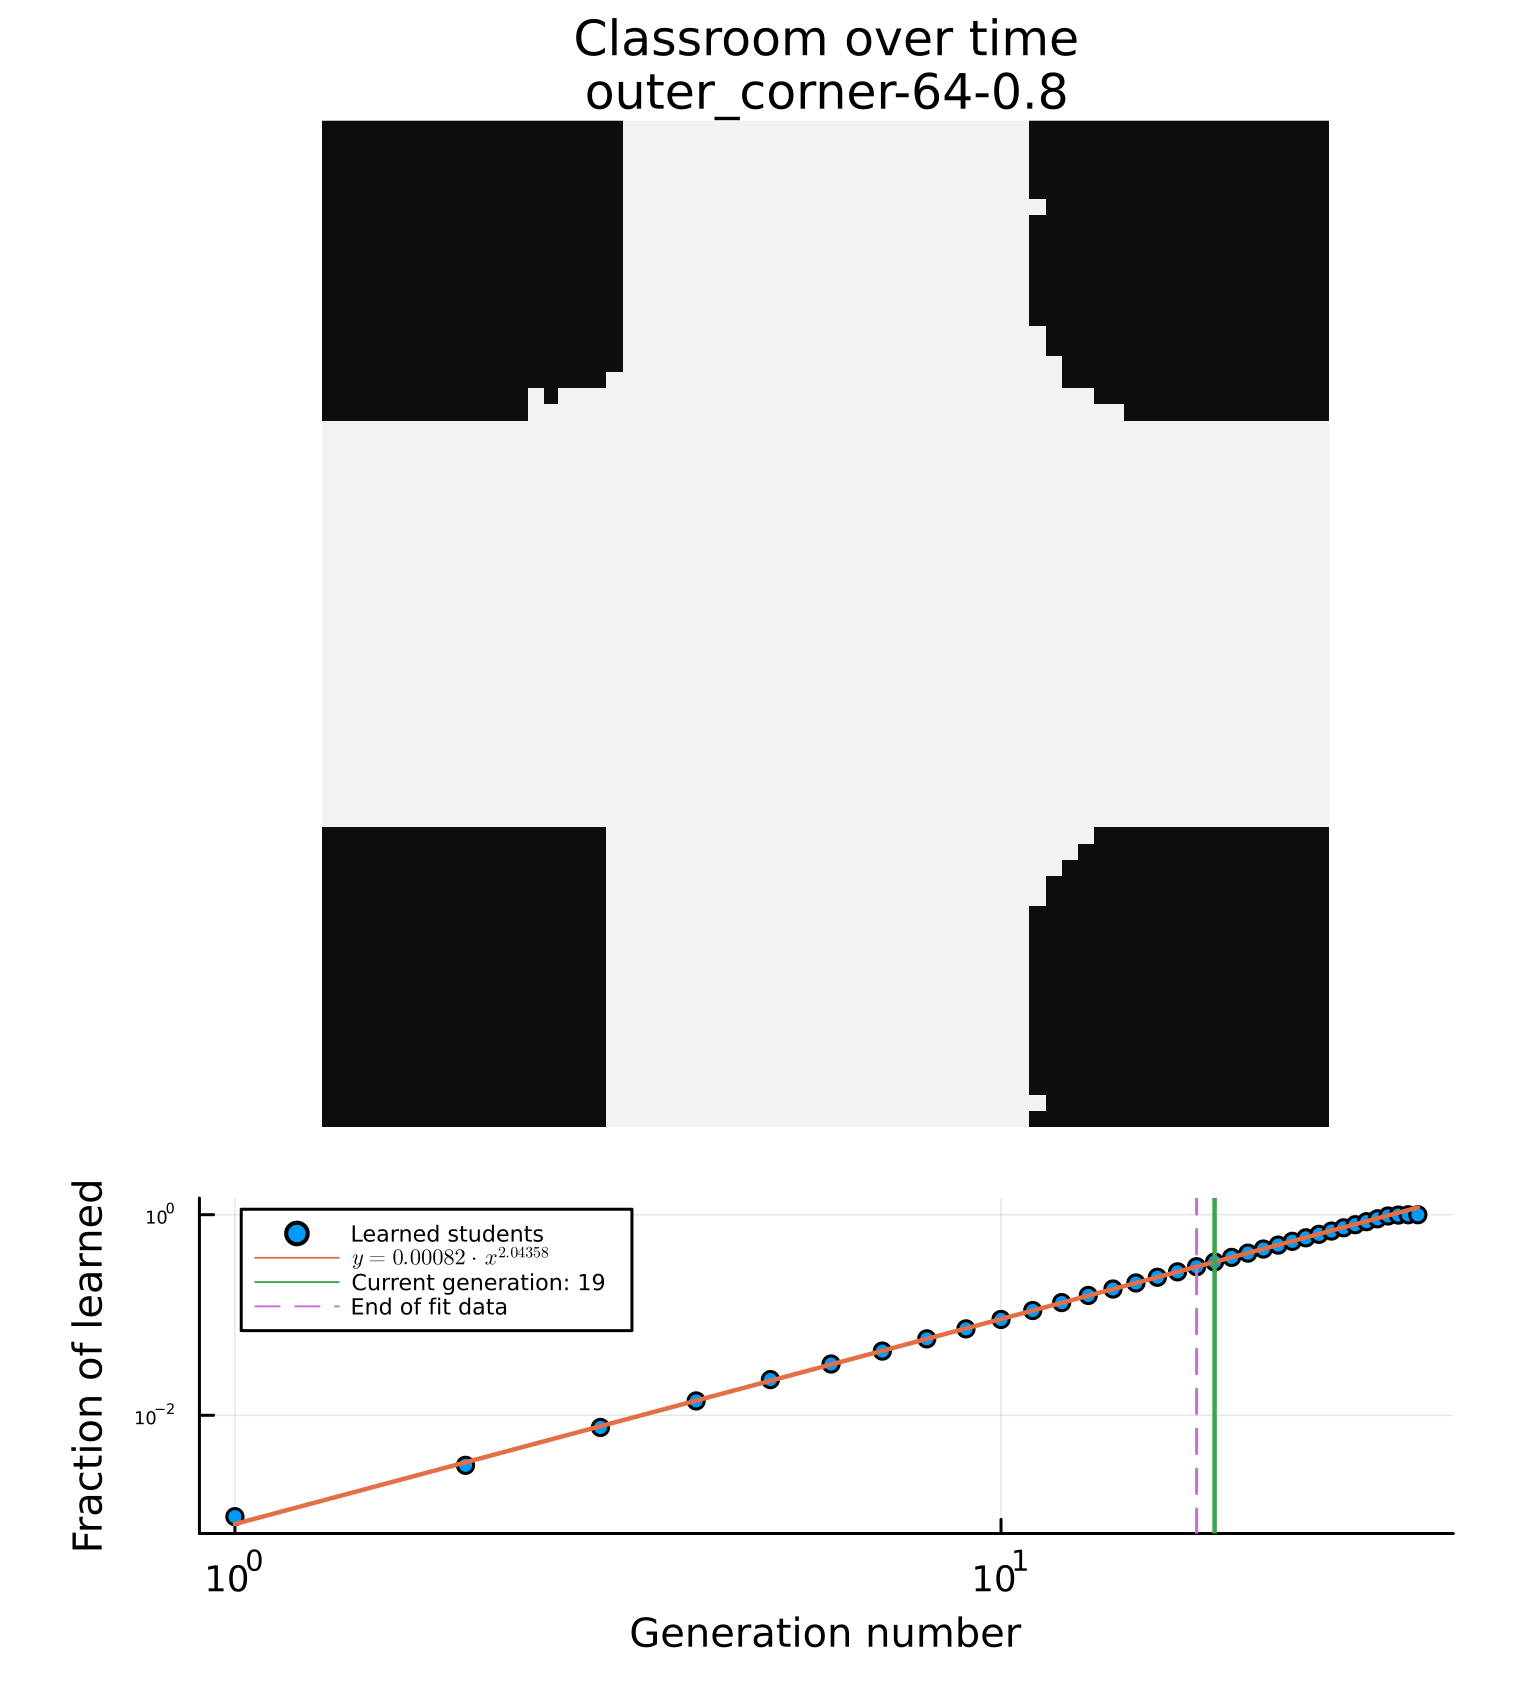 Classroom over time
outer_corner-64-0.8
Fraction of learned
10^0
10^-2
Learned students
y = 0.00082 · x^2.04358
Current generation: 19
End of fit data
10^0
10^1
Generation number